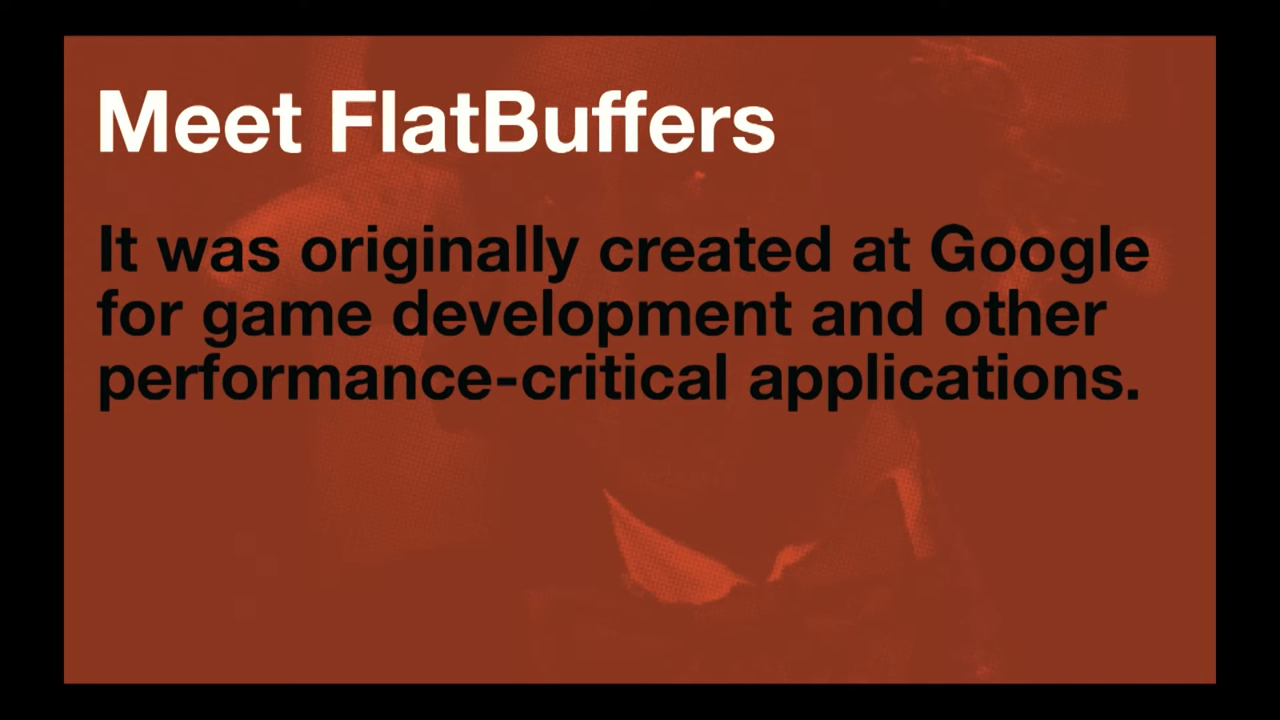 Meet FlatBuffers
It was originally created at Google
for game development and other
performance-critical applications.